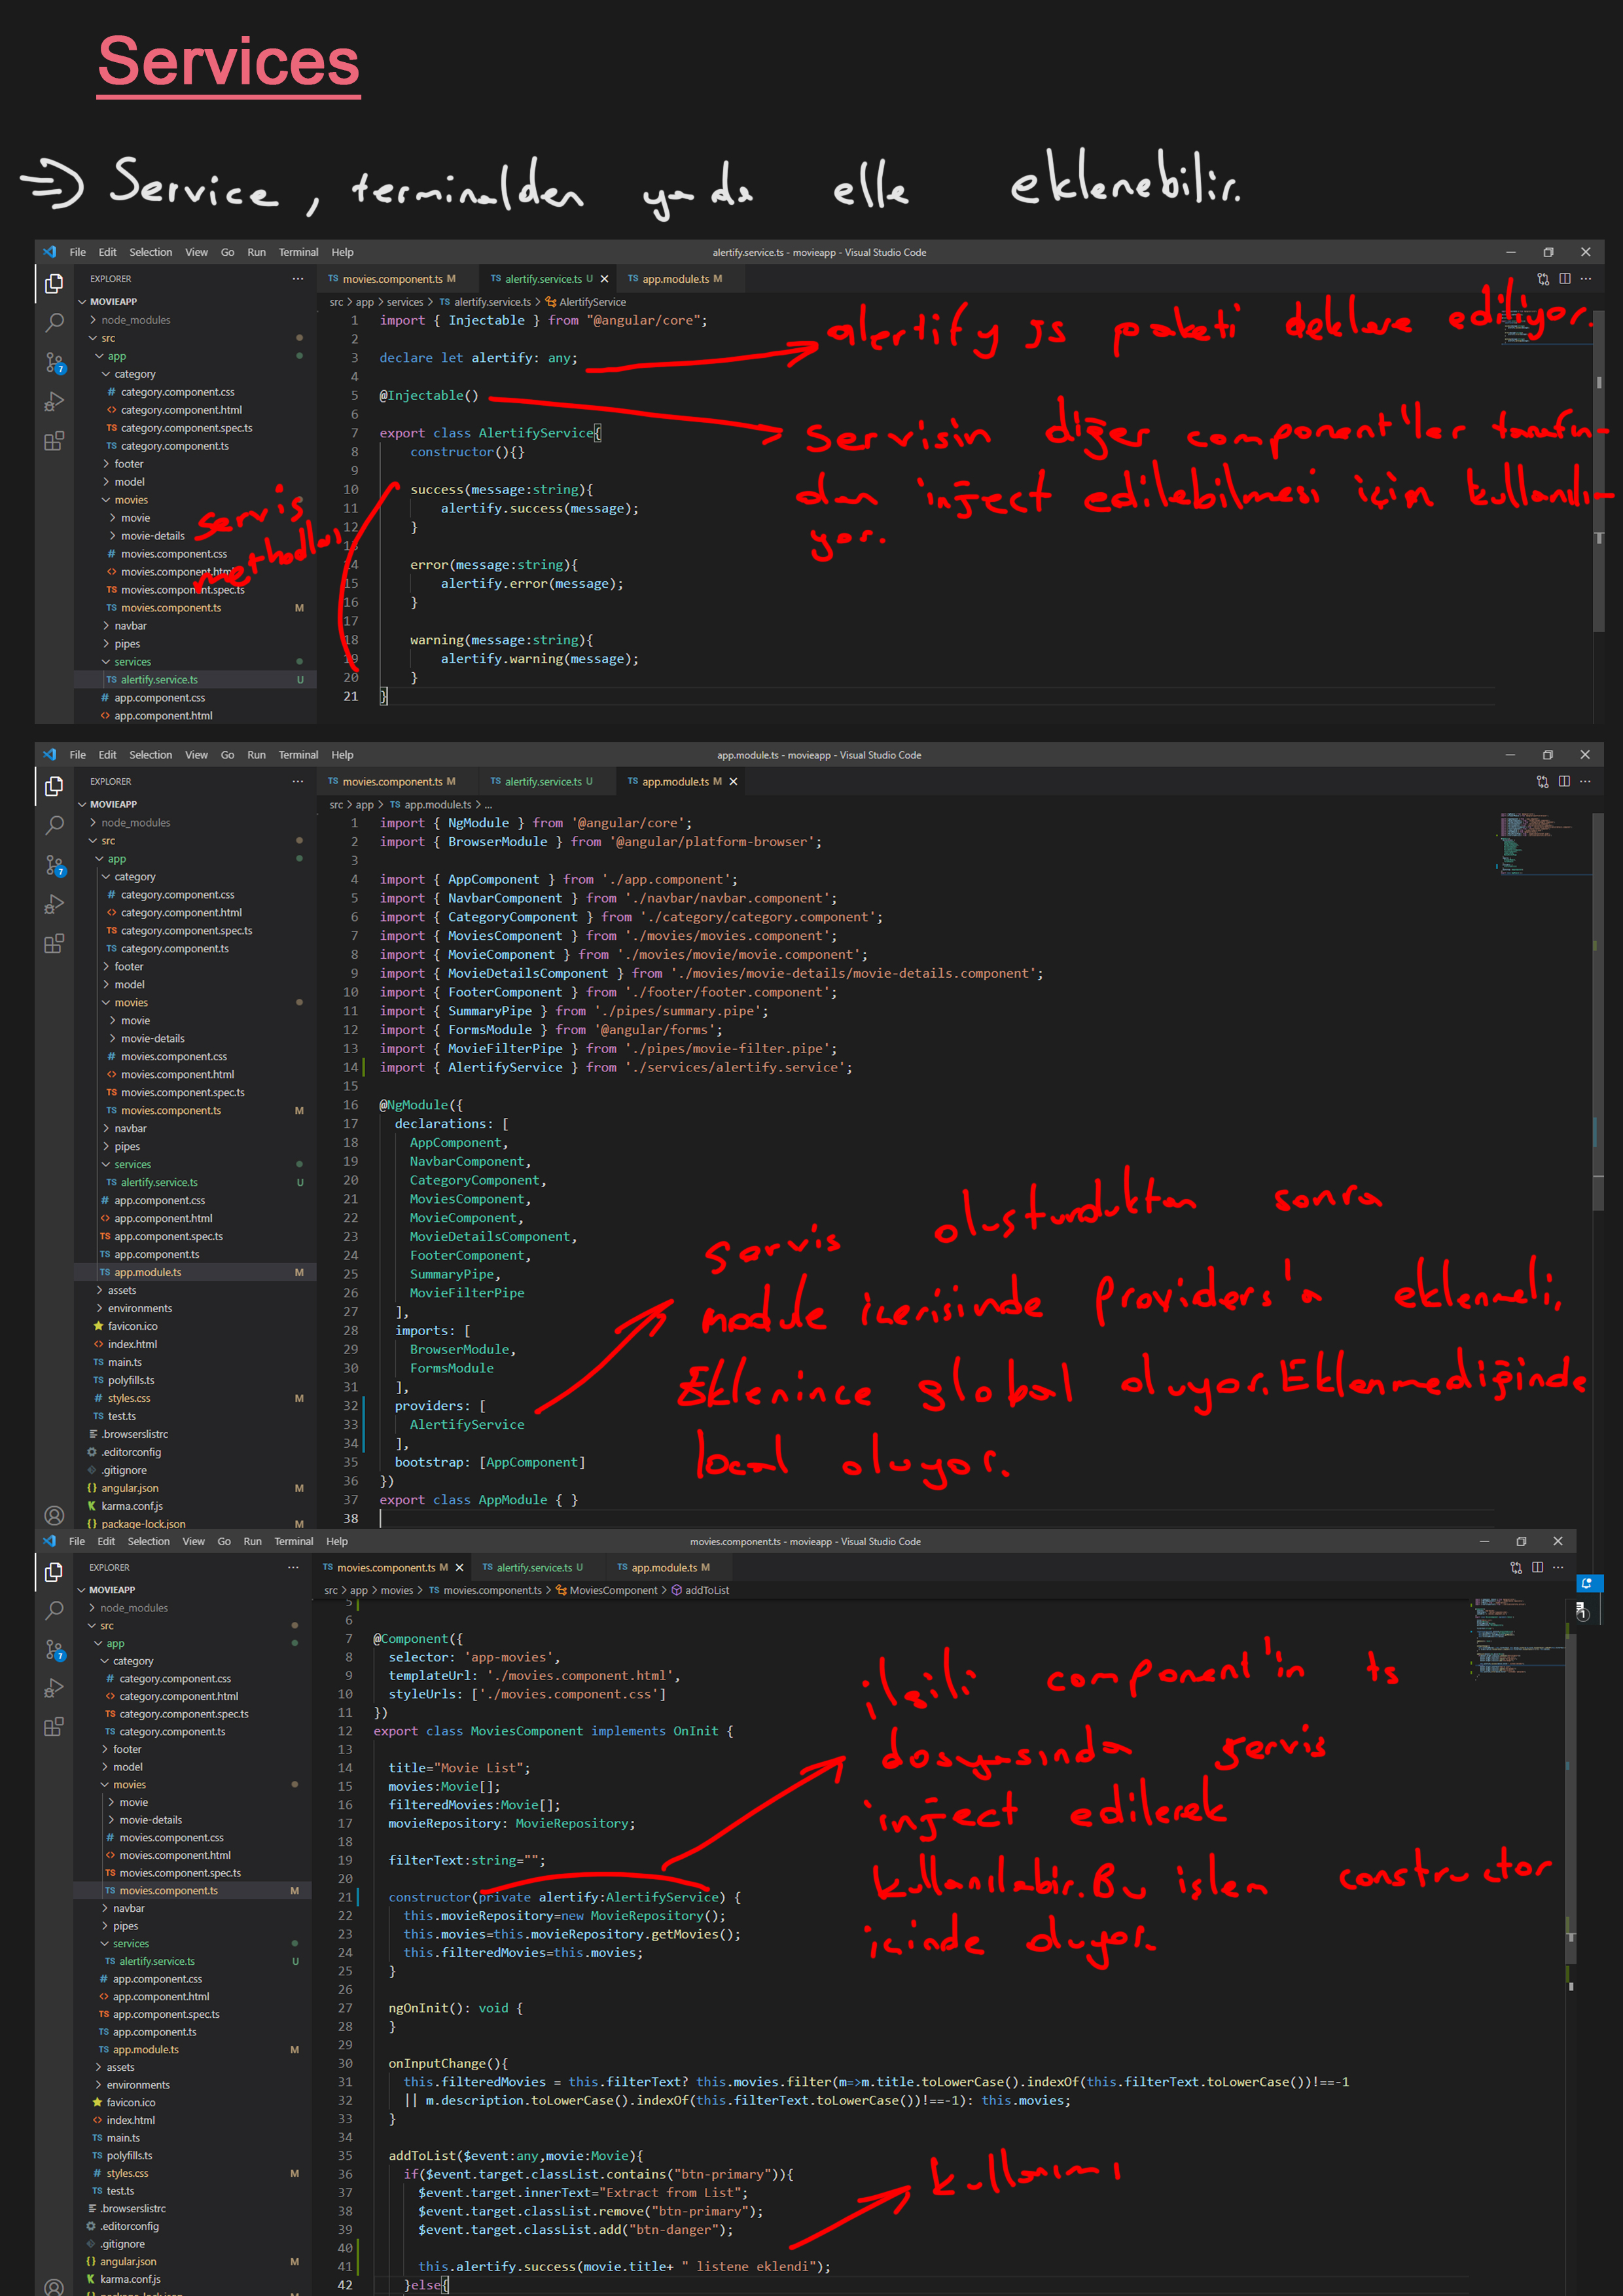 Services
=> Service, terminalden ya da elle eklenebilir.
File Edit Selection View Go Run Terminal Help
alertify.service.ts - movieapp - Visual Studio Code
EXPLORER
MOVIEAPP
node_modules
src
app
category
category.component.css
category.component.html
category.component.spec.ts
category.component.ts
footer
model
movies
movie
movie-details
movies.component.css
movies.component.html
movies.component.spec.ts
movies.component.ts M
navbar
pipes
services
alertify.service.ts U
app.component.css
app.component.html
servis
methodları
movies.component.ts M
alertify.service.ts U
app.module.ts M
src > app > services > alertify.service.ts > AlertifyService
1 import { Injectable } from "@angular/core";
2
3 declare let alertify: any;
4
5 @Injectable()
6
7 export class AlertifyService{
8 constructor(){}
9
10 success(message:string){
11 alertify.success(message);
12 }
13
14 error(message:string){
15 alertify.error(message);
16 }
17
18 warning(message:string){
19 alertify.warning(message);
20 }
21 }
alertify js paketi deklare ediliyor.
servisin diğer component'ler tarafın-
dan inject edilebilmesi için kullanılı-
yor.
File Edit Selection View Go Run Terminal Help
app.module.ts - movieapp - Visual Studio Code
EXPLORER
MOVIEAPP
node_modules
src
app
category
category.component.css
category.component.html
category.component.spec.ts
category.component.ts
footer
model
movies
movie
movie-details
movies.component.css
movies.component.html
movies.component.spec.ts
movies.component.ts M
navbar
pipes
services
alertify.service.ts U
app.component.css
app.component.html
app.component.spec.ts
app.component.ts
app.module.ts M
assets
environments
favicon.ico
index.html
main.ts
polyfills.ts
styles.css M
test.ts
.browserslistrc
.editorconfig
.gitignore
angular.json M
karma.conf.js
package-lock.json M
movies.component.ts M
alertify.service.ts U
app.module.ts M
src > app > app.module.ts > ...
1 import { NgModule } from '@angular/core';
2 import { BrowserModule } from '@angular/platform-browser';
3
4 import { AppComponent } from './app.component';
5 import { NavbarComponent } from './navbar/navbar.component';
6 import { CategoryComponent } from './category/category.component';
7 import { MoviesComponent } from './movies/movies.component';
8 import { MovieComponent } from './movies/movie/movie.component';
9 import { MovieDetailsComponent } from './movies/movie-details/movie-details.component';
10 import { FooterComponent } from './footer/footer.component';
11 import { SummaryPipe } from './pipes/summary.pipe';
12 import { FormsModule } from '@angular/forms';
13 import { MovieFilterPipe } from './pipes/movie-filter.pipe';
14 import { AlertifyService } from './services/alertify.service';
15
16 @NgModule({
17 declarations: [
18 AppComponent,
19 NavbarComponent,
20 CategoryComponent,
21 MoviesComponent,
22 MovieComponent,
23 MovieDetailsComponent,
24 FooterComponent,
25 SummaryPipe,
26 MovieFilterPipe
27 ],
28 imports: [
29 BrowserModule,
30 FormsModule
31 ],
32 providers: [
33 AlertifyService
34 ],
35 bootstrap: [AppComponent]
36 })
37 export class AppModule { }
38
servis oluşturduktan sonra
module icerisinde providers'a eklenmeli.
Eklenince global oluyor. Eklenmediğinde
local oluyor.
File Edit Selection View Go Run Terminal Help
movies.component.ts - movieapp - Visual Studio Code
EXPLORER
MOVIEAPP
node_modules
src
app
category
category.component.css
category.component.html
category.component.spec.ts
category.component.ts
footer
model
movies
movie
movie-details
movies.component.css
movies.component.html
movies.component.spec.ts
movies.component.ts M
navbar
pipes
services
alertify.service.ts U
app.component.css
app.component.html
app.component.spec.ts
app.component.ts
app.module.ts M
assets
environments
favicon.ico
index.html
main.ts
polyfills.ts
styles.css M
test.ts
.browserslistrc
.editorconfig
.gitignore
angular.json M
karma.conf.js
movies.component.ts M
alertify.service.ts U
app.module.ts M
src > app > movies > movies.component.ts > MoviesComponent > addToList
5
6
7 @Component({
8 selector: 'app-movies',
9 templateUrl: './movies.component.html',
10 styleUrls: ['./movies.component.css']
11 })
12 export class MoviesComponent implements OnInit {
13
14 title="Movie List";
15 movies:Movie[];
16 filteredMovies:Movie[];
17 movieRepository: MovieRepository;
18
19 filterText:string="";
20
21 constructor(private alertify:AlertifyService) {
22 this.movieRepository=new MovieRepository();
23 this.movies=this.movieRepository.getMovies();
24 this.filteredMovies=this.movies;
25 }
26
27 ngOnInit(): void {
28 }
29
30 onInputChange(){
31 this.filteredMovies = this.filterText? this.movies.filter(m=>m.title.toLowerCase().indexOf(this.filterText.toLowerCase())!==-1
32 || m.description.toLowerCase().indexOf(this.filterText.toLowerCase())!==-1): this.movies;
33 }
34
35 addToList($event:any,movie:Movie){
36 if($event.target.classList.contains("btn-primary")){
37 $event.target.innerText="Extract from List";
38 $event.target.classList.remove("btn-primary");
39 $event.target.classList.add("btn-danger");
40
41 this.alertify.success(movie.title+ " listene eklendi");
42 }else{
ilgili component'in ts
dosyasında servis
inject edilerek
kullanılabir. Bu işlem constructor
icinde oluyor.
kullanımı